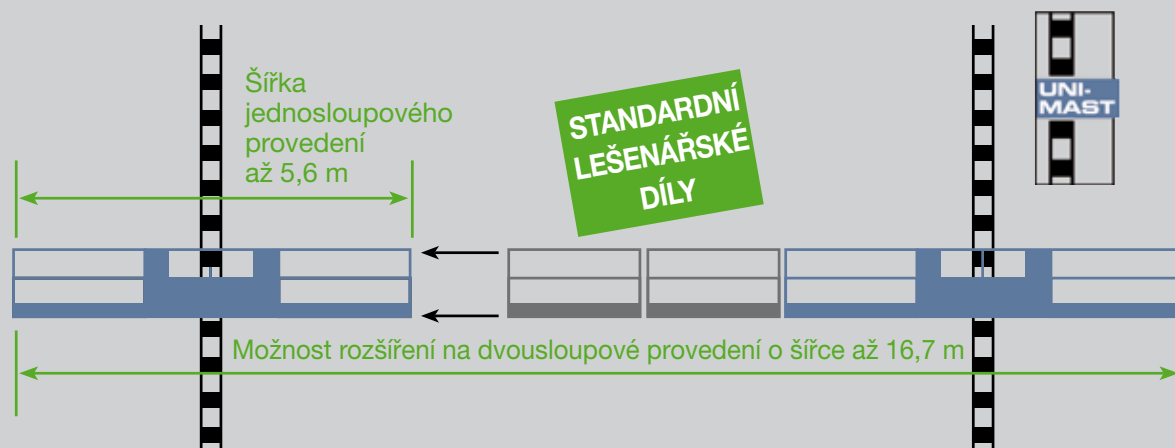 Šířka
jednosloupového
provedení
až 5,6 m
STANDARDNÍ
LEŠENÁŘSKÉ
DÍLY
UNI-
MAST
Možnost rozšíření na dvousloupové provedení o šířce až 16,7 m